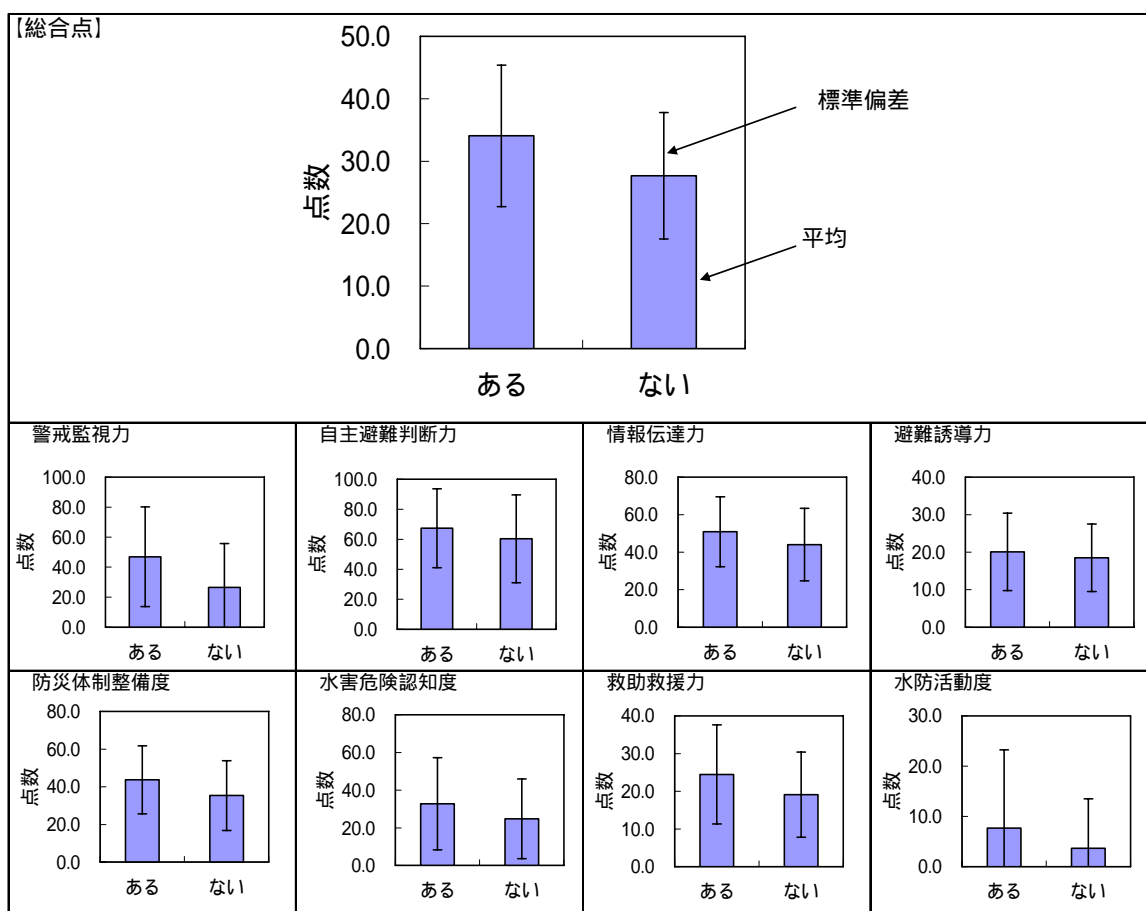 【総合点】
50.0
40.0
30.0
20.0
10.0
0.0
点数
ある
ない
標準偏差
平均
警戒監視力
100.0
80.0
60.0
40.0
20.0
0.0
点数
ある
ない
自主避難判断力
100.0
80.0
60.0
40.0
20.0
0.0
点数
ある
ない
情報伝達力
80.0
60.0
40.0
20.0
0.0
点数
ある
ない
避難誘導力
40.0
30.0
20.0
10.0
0.0
点数
ある
ない
防災体制整備度
80.0
60.0
40.0
20.0
0.0
点数
ある
ない
水害危険認知度
80.0
60.0
40.0
20.0
0.0
点数
ある
ない
救助救援力
40.0
30.0
20.0
10.0
0.0
点数
ある
ない
水防活動度
30.0
20.0
10.0
0.0
点数
ある
ない